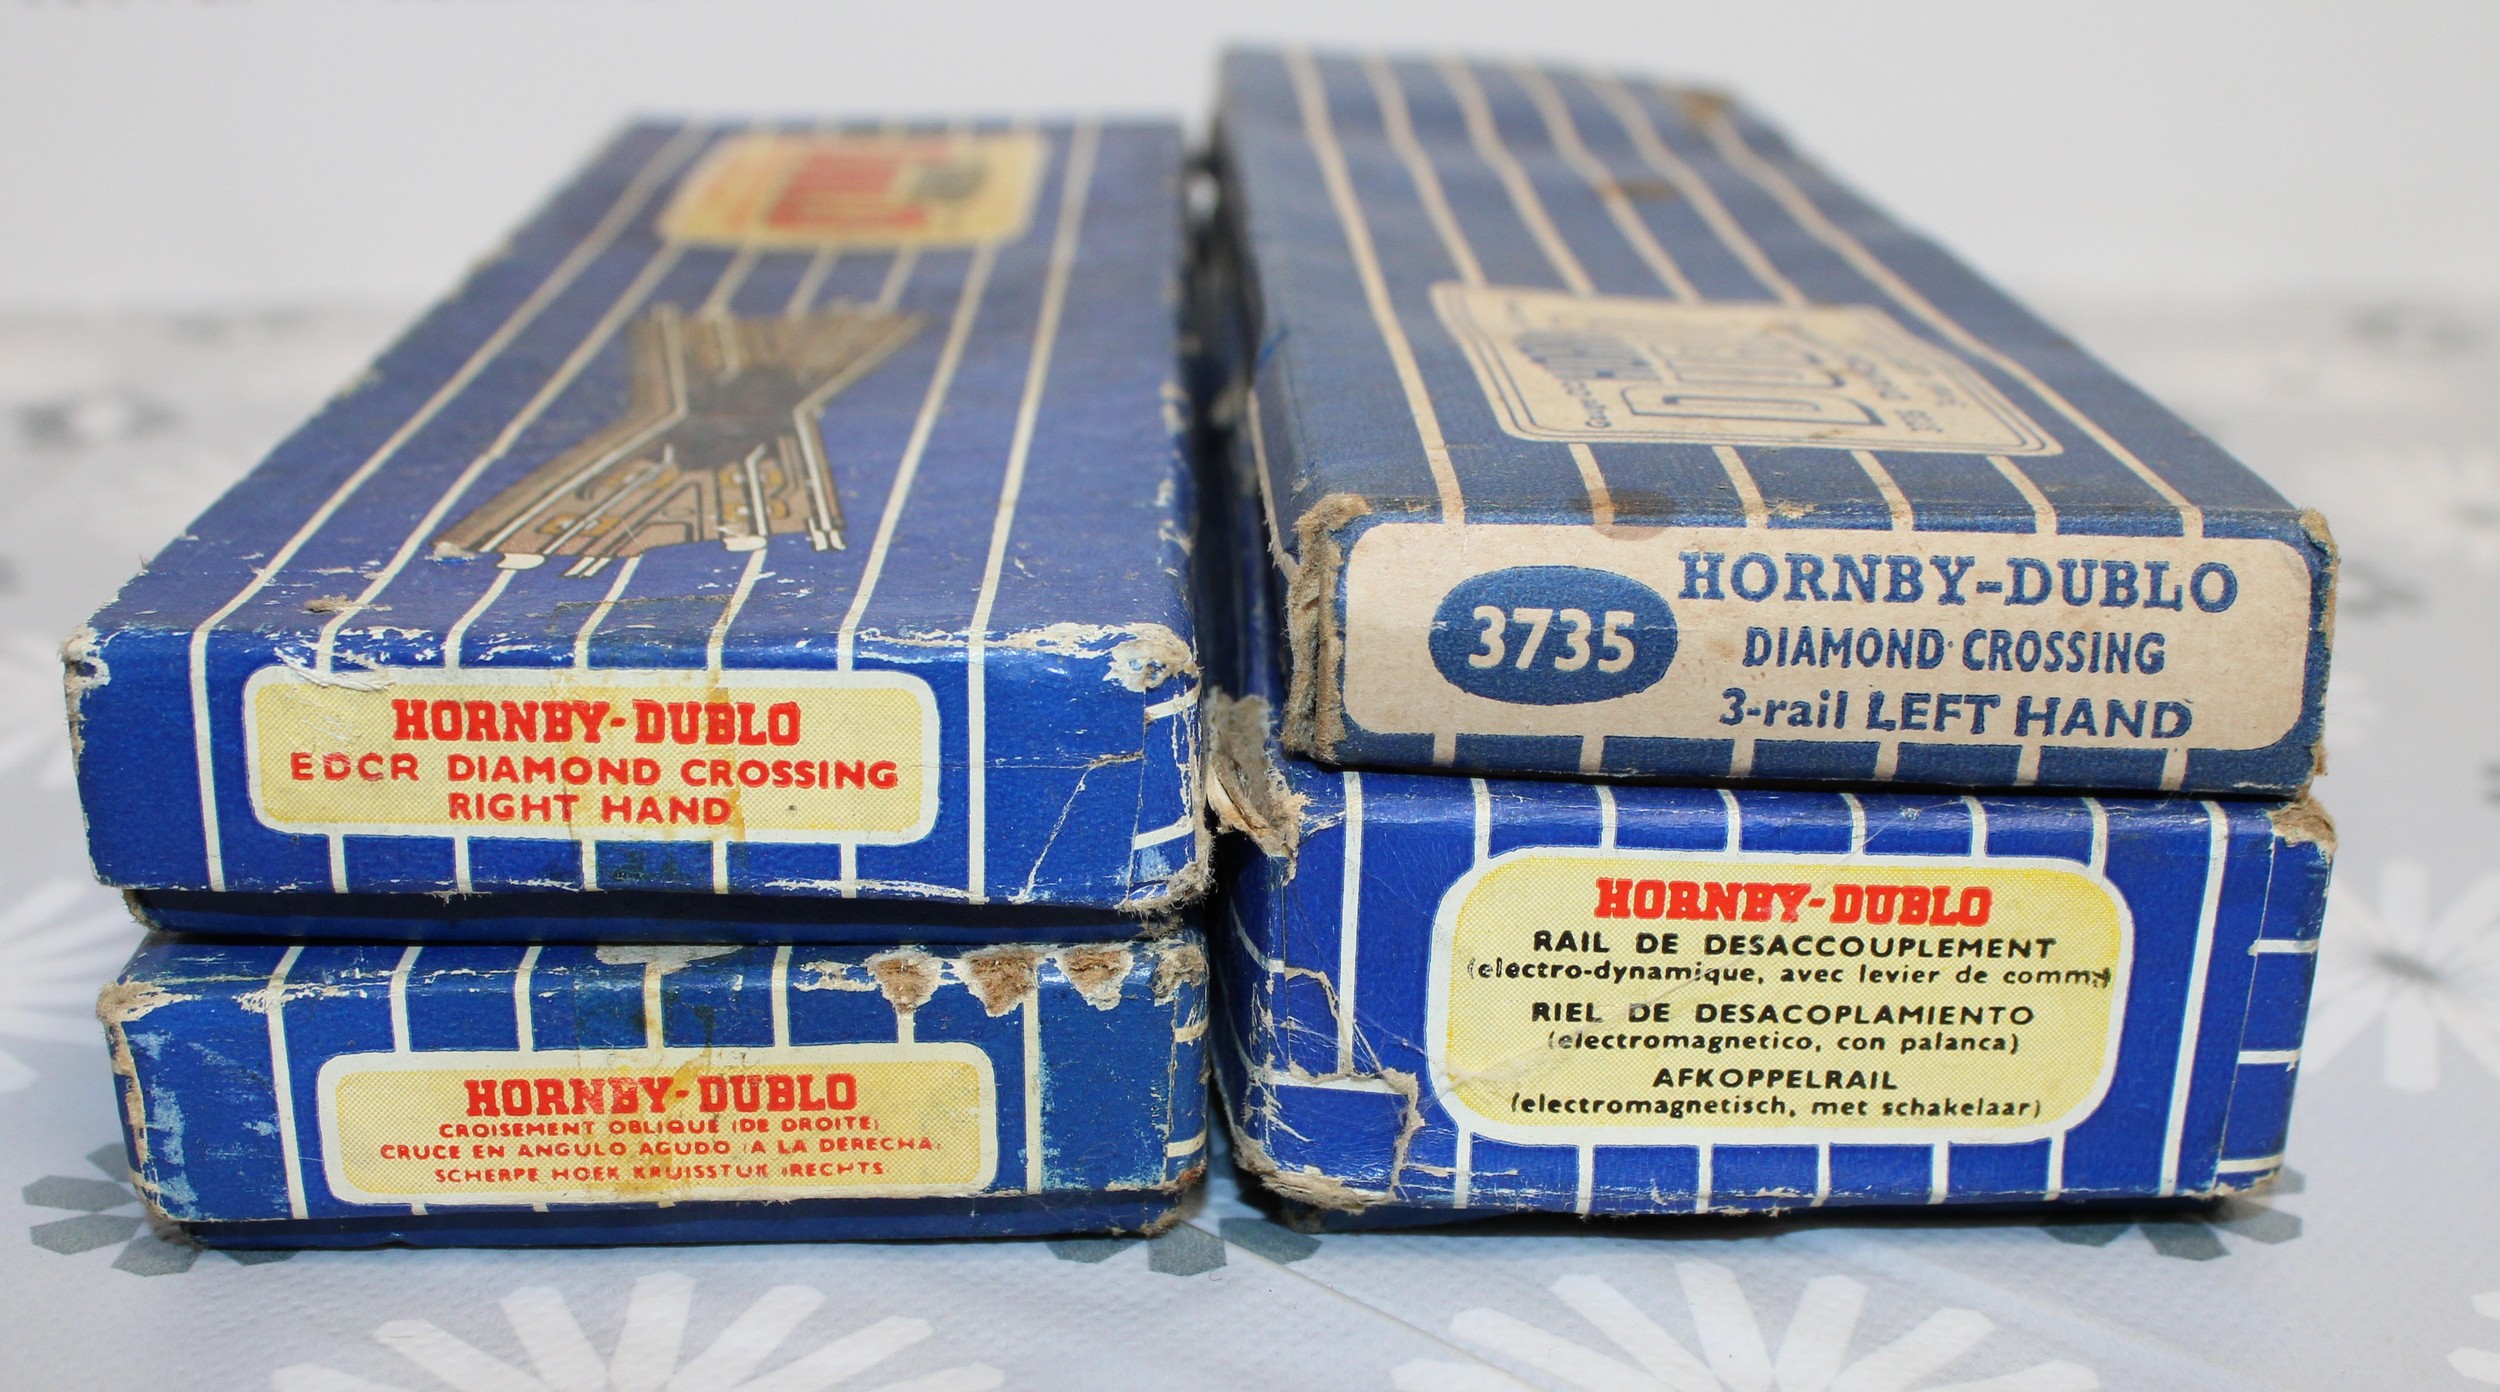 HORNBY-DUBLO
EDCR DIAMOND CROSSING
RIGHT HAND
HORNBY-DUBLO
CROISEMENT OBLIQUE (DE DROITE)
CRUCE EN ANGULO AGUDO (A LA DERECHA)
SCHERPE HOEK KRUISSTUK (RECHTS
3735
HORNBY-DUBLO
DIAMOND CROSSING
3-rail LEFT HAND
HORNBY-DUBLO
RAIL DE DESACCOUPLEMENT
(electro-dynamique, avec levier de comm
RIEL DE DESACOPLAMIENTO
(electromagnetico, con palanca)
AFKOPPELRAIL
(electromagnetisch, met schakelaar)